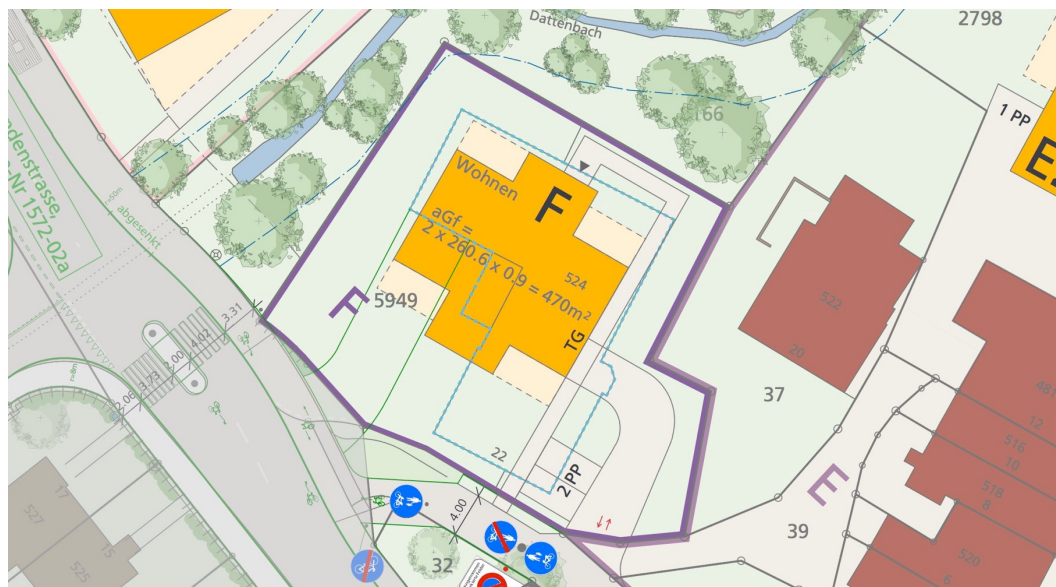 Dattenbach
2798
1 PP
166
denstrasse,
-Nr 1572-02a
abgesenkt
Wohnen
F
aGf =
2 x 260.6 x 0.9 = 470m²
524
TG
F
5949
3.31
4.02
2.00
3.73
2.06
522
20
37
12
516
10
518
8
520
6
E
39
22
2 PP
4.00
32
17
527
15
525